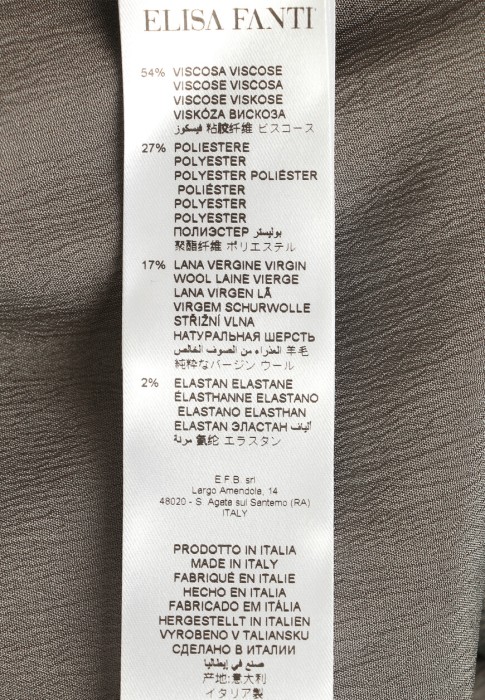 ELISA FANTI
54% VISCOSA VISCOSE
VISCOSE VISCOSA
VISCOSE VISKOSE
VISKÓZA ВИСКОЗА
فيسكوز 粘胶纤维 ビスコース
27% POLIESTERE
POLYESTER
POLYESTER POLIÉSTER
POLIÉSTER
POLYESTER
POLYESTER
ПОЛИЭСТЕР بوليستر
聚酯纤维 ポリエステル
17% LANA VERGINE VIRGIN
WOOL LAINE VIERGE
LANA VIRGEN LÃ
VIRGEM SCHURWOLLE
STŘIŽNÍ VLNA
НАТУРАЛЬНАЯ ШЕРСТЬ
العذراء من الصوف الخالص 羊毛
純粋なバージン ウール
2% ELASTAN ELASTANE
ÉLASTHANNE ELASTANO
ELASTANO ELASTHAN
ELASTAN ЭЛАСТАН ألياف
مرنة 氨纶 エラスタン
E.F.B. srl
Largo Amendola, 14
48020 - S. Agata sul Santerno (RA)
ITALY
PRODOTTO IN ITALIA
MADE IN ITALY
FABRIQUÉ EN ITALIE
HECHO EN ITALIA
FABRICADO EM ITÁLIA
HERGESTELLT IN ITALIEN
VYROBENO V TALIANSKU
СДЕЛАНО В ИТАЛИИ
صنع في إيطاليا
产地:意大利
イタリア製